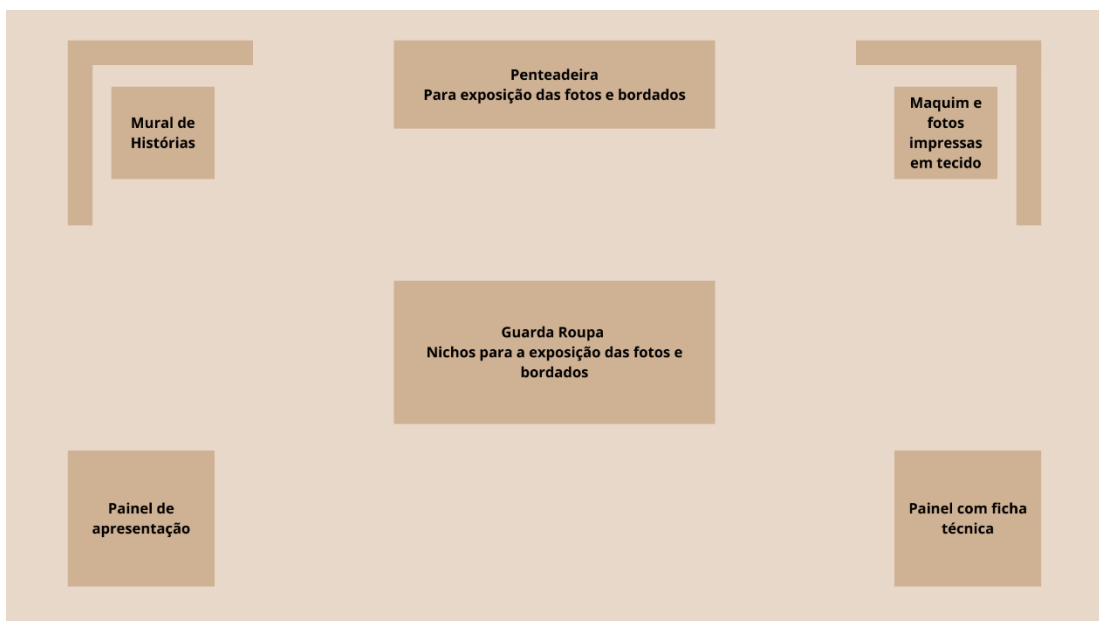 Penteadeira
Para exposição das fotos e bordados
Mural de
Histórias
Maquim e
fotos
impressas
em tecido
Guarda Roupa
Nichos para a exposição das fotos e
bordados
Painel de
apresentação
Painel com ficha
técnica